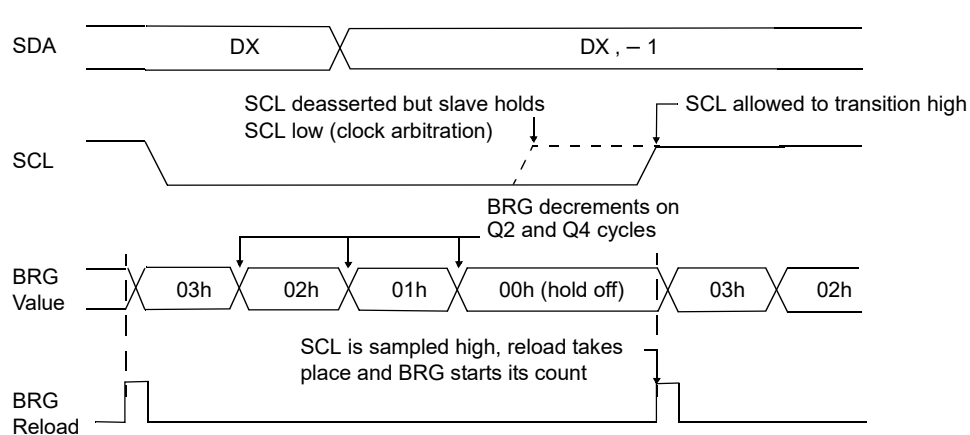 SDA
DX
DX , – 1
SCL deasserted but slave holds
SCL low (clock arbitration)
SCL allowed to transition high
SCL
BRG decrements on
Q2 and Q4 cycles
BRG
Value
03h
02h
01h
00h (hold off)
03h
02h
SCL is sampled high, reload takes
place and BRG starts its count
BRG
Reload